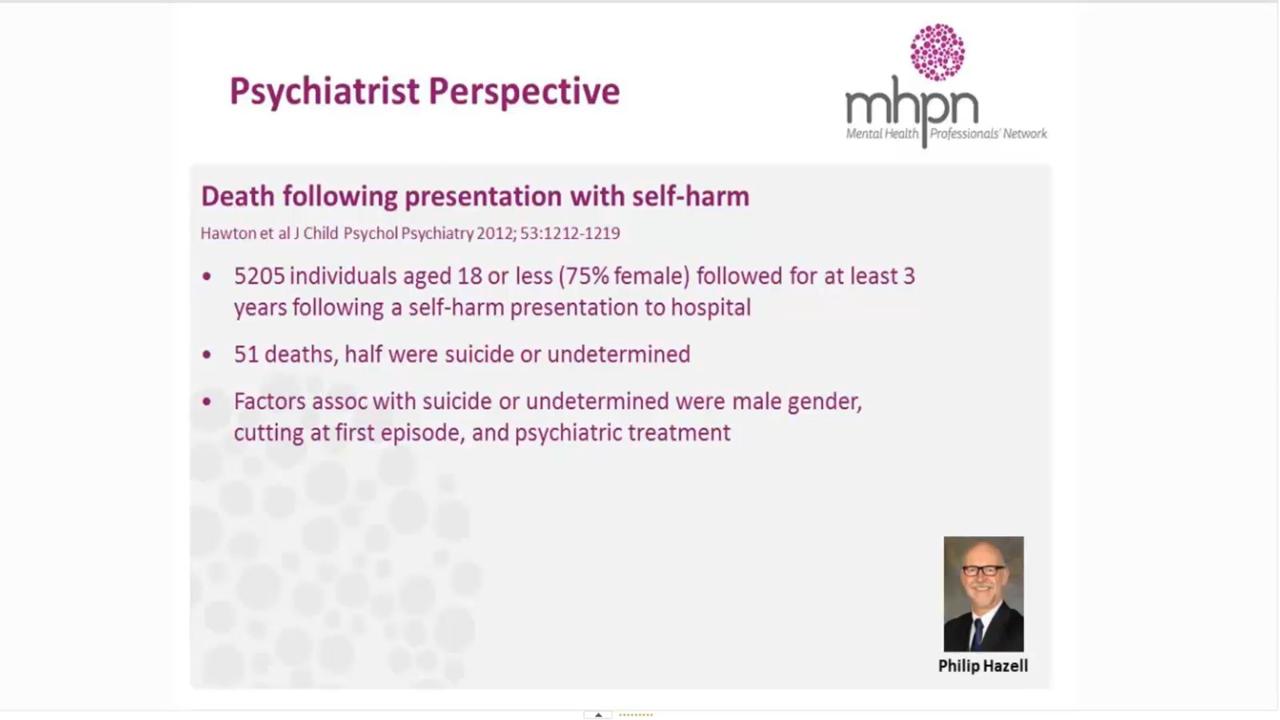 Psychiatrist Perspective
mhpn
Mental Health Professionals' Network
Death following presentation with self-harm
Hawton et al J Child Psychol Psychiatry 2012; 53:1212-1219
• 5205 individuals aged 18 or less (75% female) followed for at least 3
years following a self-harm presentation to hospital
• 51 deaths, half were suicide or undetermined
• Factors assoc with suicide or undetermined were male gender,
cutting at first episode, and psychiatric treatment
Philip Hazell